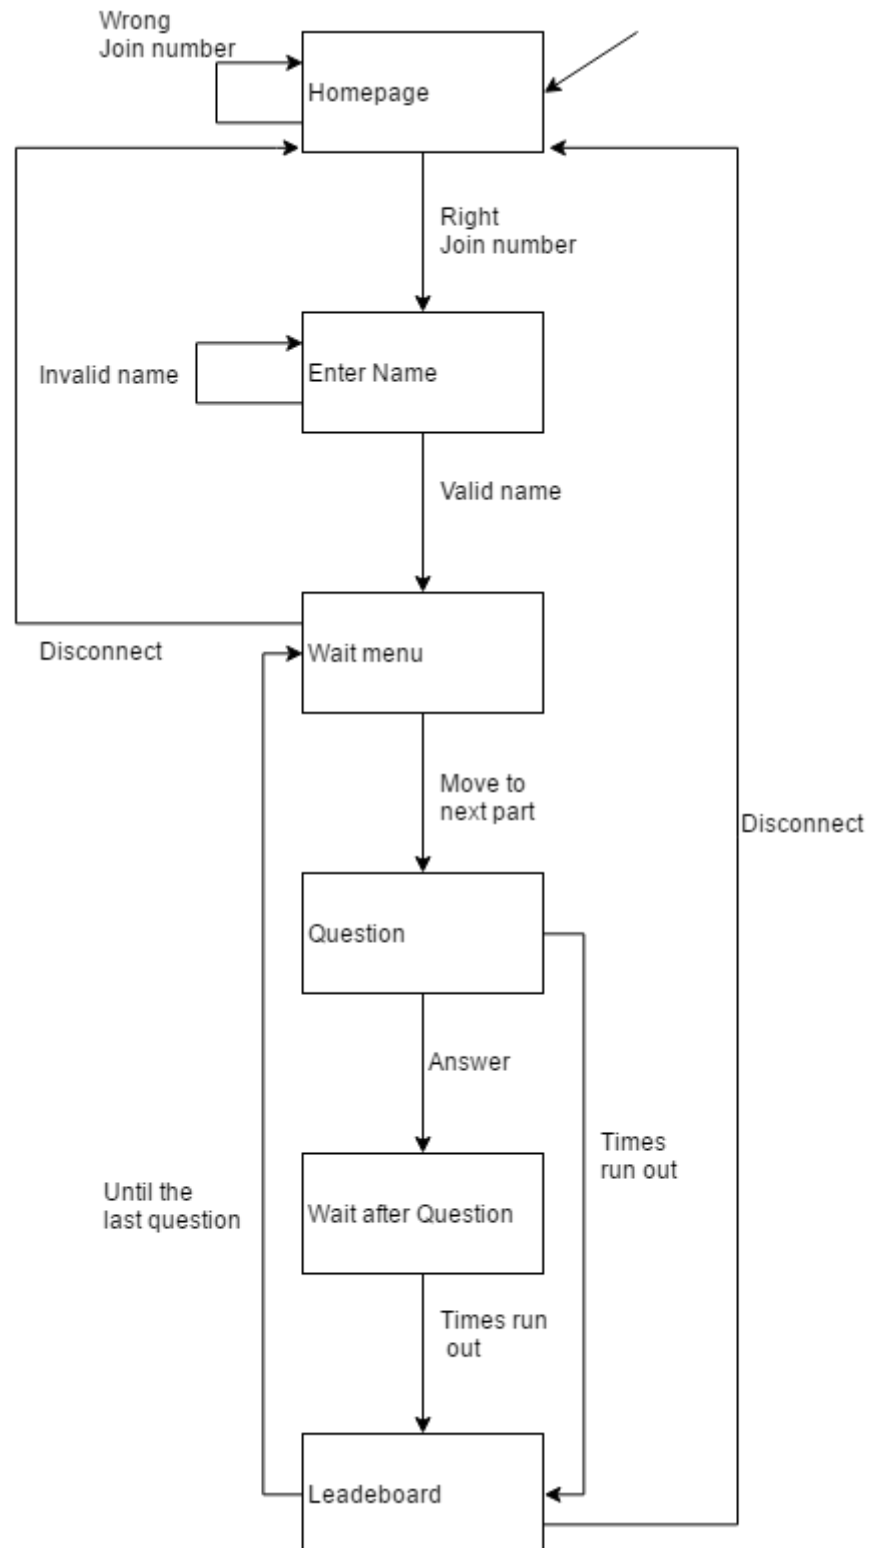 Wrong
Join number
Homepage
Right
Join number
Invalid name
Enter Name
Valid name
Disconnect
Wait menu
Move to
next part
Disconnect
Question
Answer
Times
run out
Until the
last question
Wait after Question
Times run
out
Leadeboard